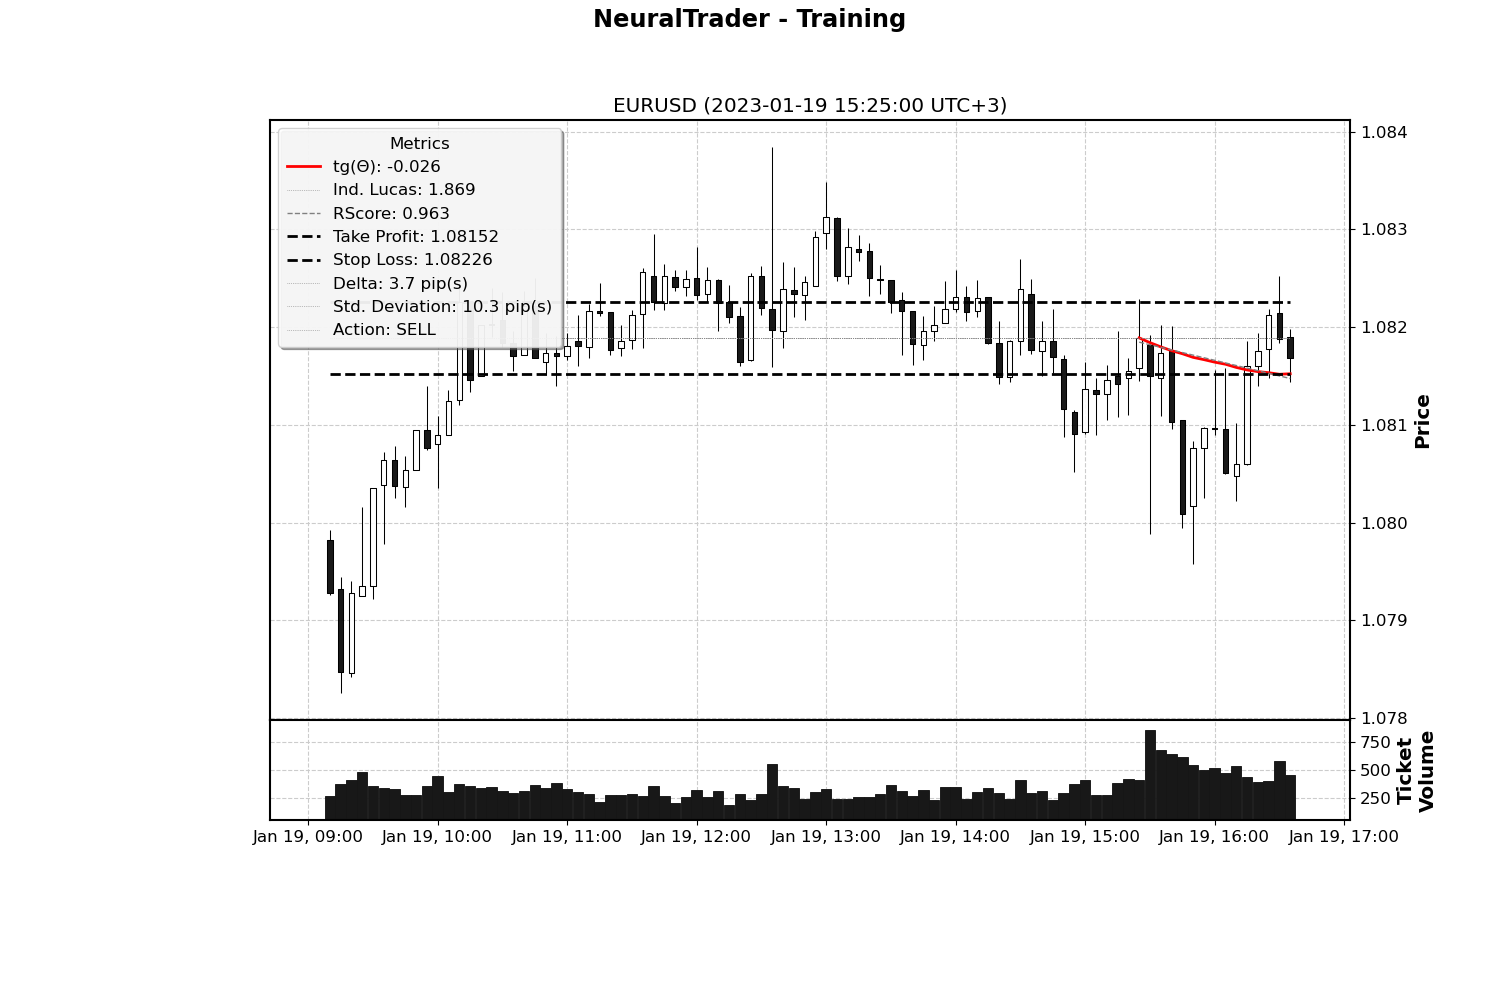 NeuralTrader - Training
EURUSD (2023-01-19 15:25:00 UTC+3)
Metrics
tg(Θ): -0.026
Ind. Lucas: 1.869
RScore: 0.963
Take Profit: 1.08152
Stop Loss: 1.08226
Delta: 3.7 pip(s)
Std. Deviation: 10.3 pip(s)
Action: SELL
1.084
1.083
1.082
1.081
1.080
1.079
1.078
Price
750
500
250
Ticket
Volume
Jan 19, 09:00
Jan 19, 10:00
Jan 19, 11:00
Jan 19, 12:00
Jan 19, 13:00
Jan 19, 14:00
Jan 19, 15:00
Jan 19, 16:00
Jan 19, 17:00